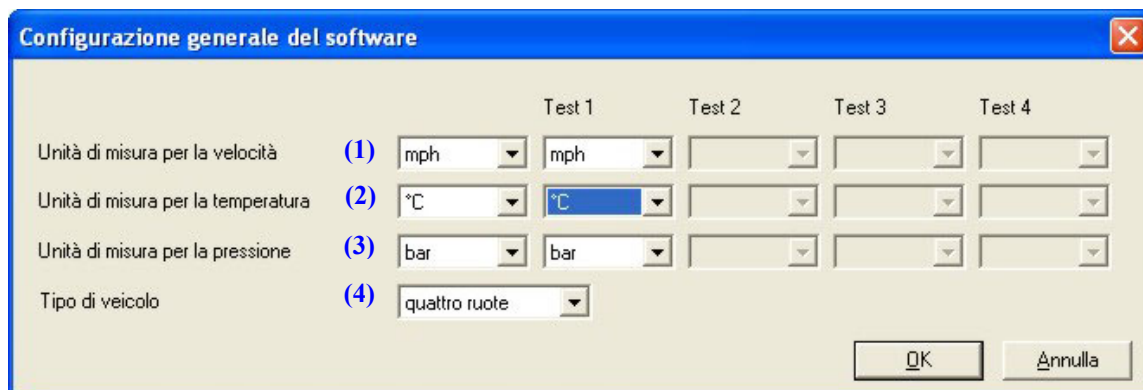 Configurazione generale del software
Test 1 Test 2 Test 3 Test 4
Unità di misura per la velocità (1) mph mph
Unità di misura per la temperatura (2) °C °C
Unità di misura per la pressione (3) bar bar
Tipo di veicolo (4) quattro ruote
OK Annulla